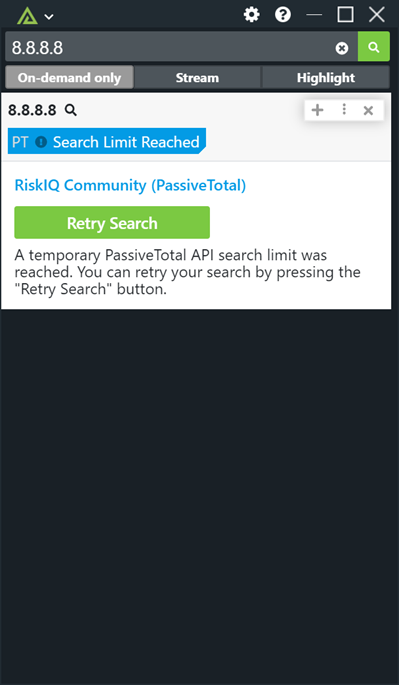 8.8.8.8
On-demand only Stream Highlight
8.8.8.8
PT Search Limit Reached
RiskIQ Community (PassiveTotal)
Retry Search
A temporary PassiveTotal API search limit was
reached. You can retry your search by pressing the
"Retry Search" button.